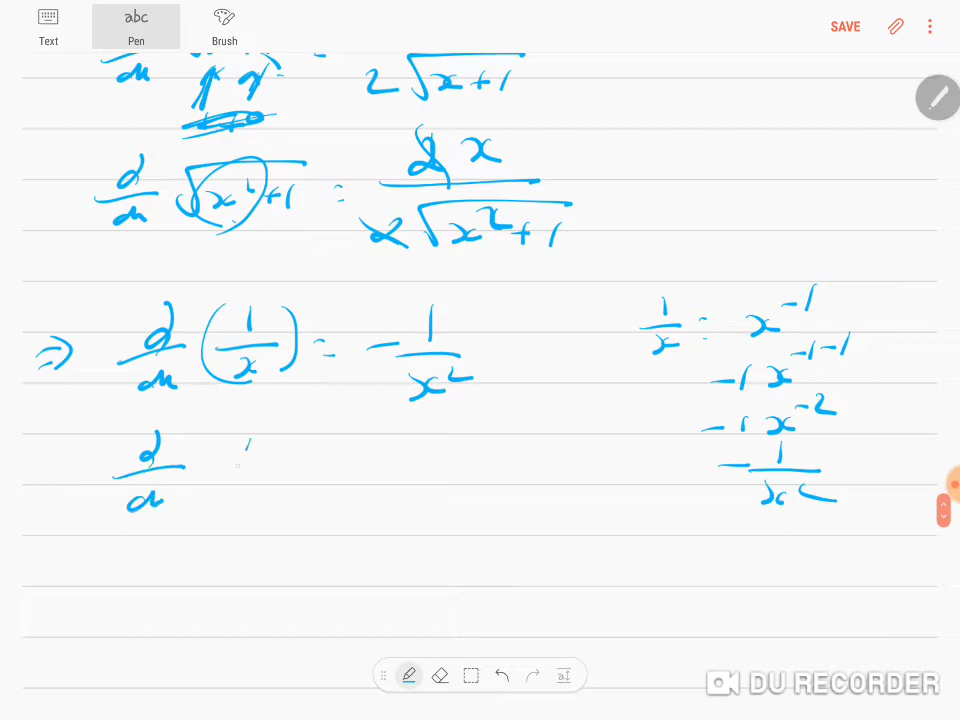 Text Pen Brush SAVE
d/dx = 2√x+1
d/dx √x²+1 = 2x / 2√x²+1
⇒ d/dx (1/x) = -1/x²
1/x = x^-1
-1 x^-1-1
-1 x^-2
-1/x²
d/dx
DU RECORDER